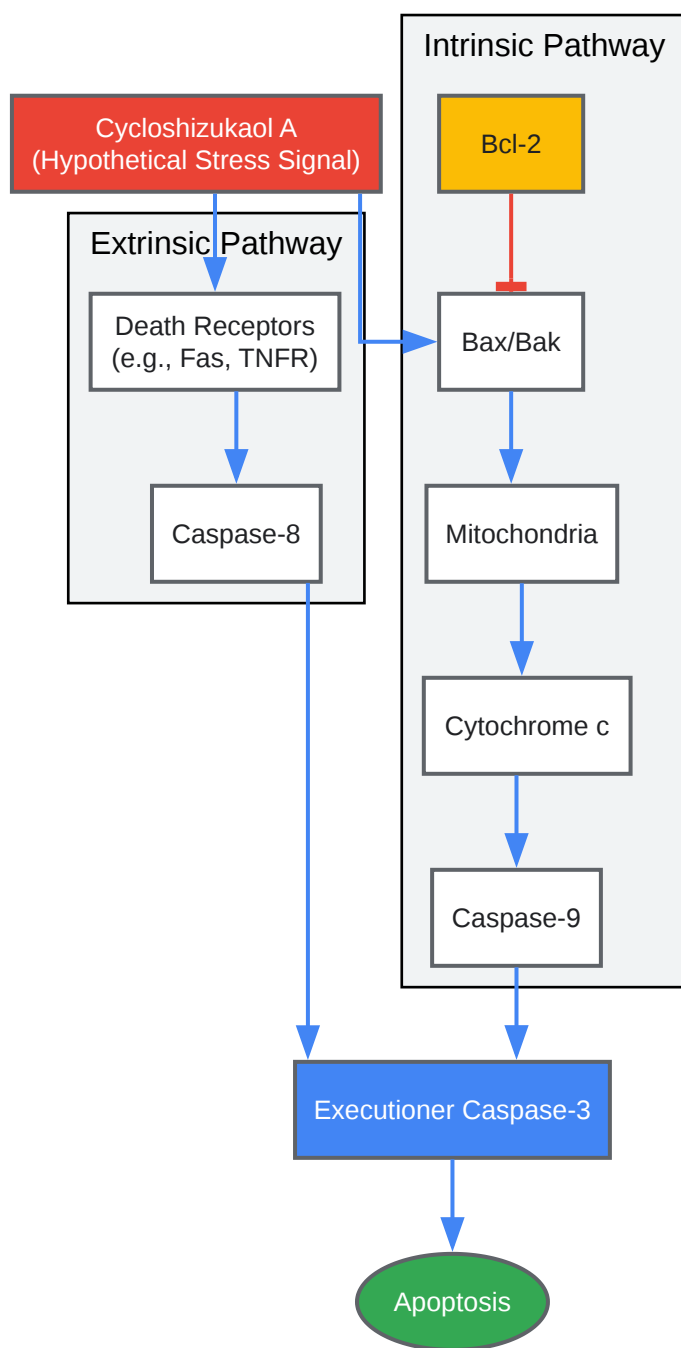 Intrinsic Pathway
Cycloshizukaol A
(Hypothetical Stress Signal)
Bcl-2
Extrinsic Pathway
Death Receptors
(e.g., Fas, TNFR)
Bax/Bak
Caspase-8
Mitochondria
Cytochrome c
Caspase-9
Executioner Caspase-3
Apoptosis